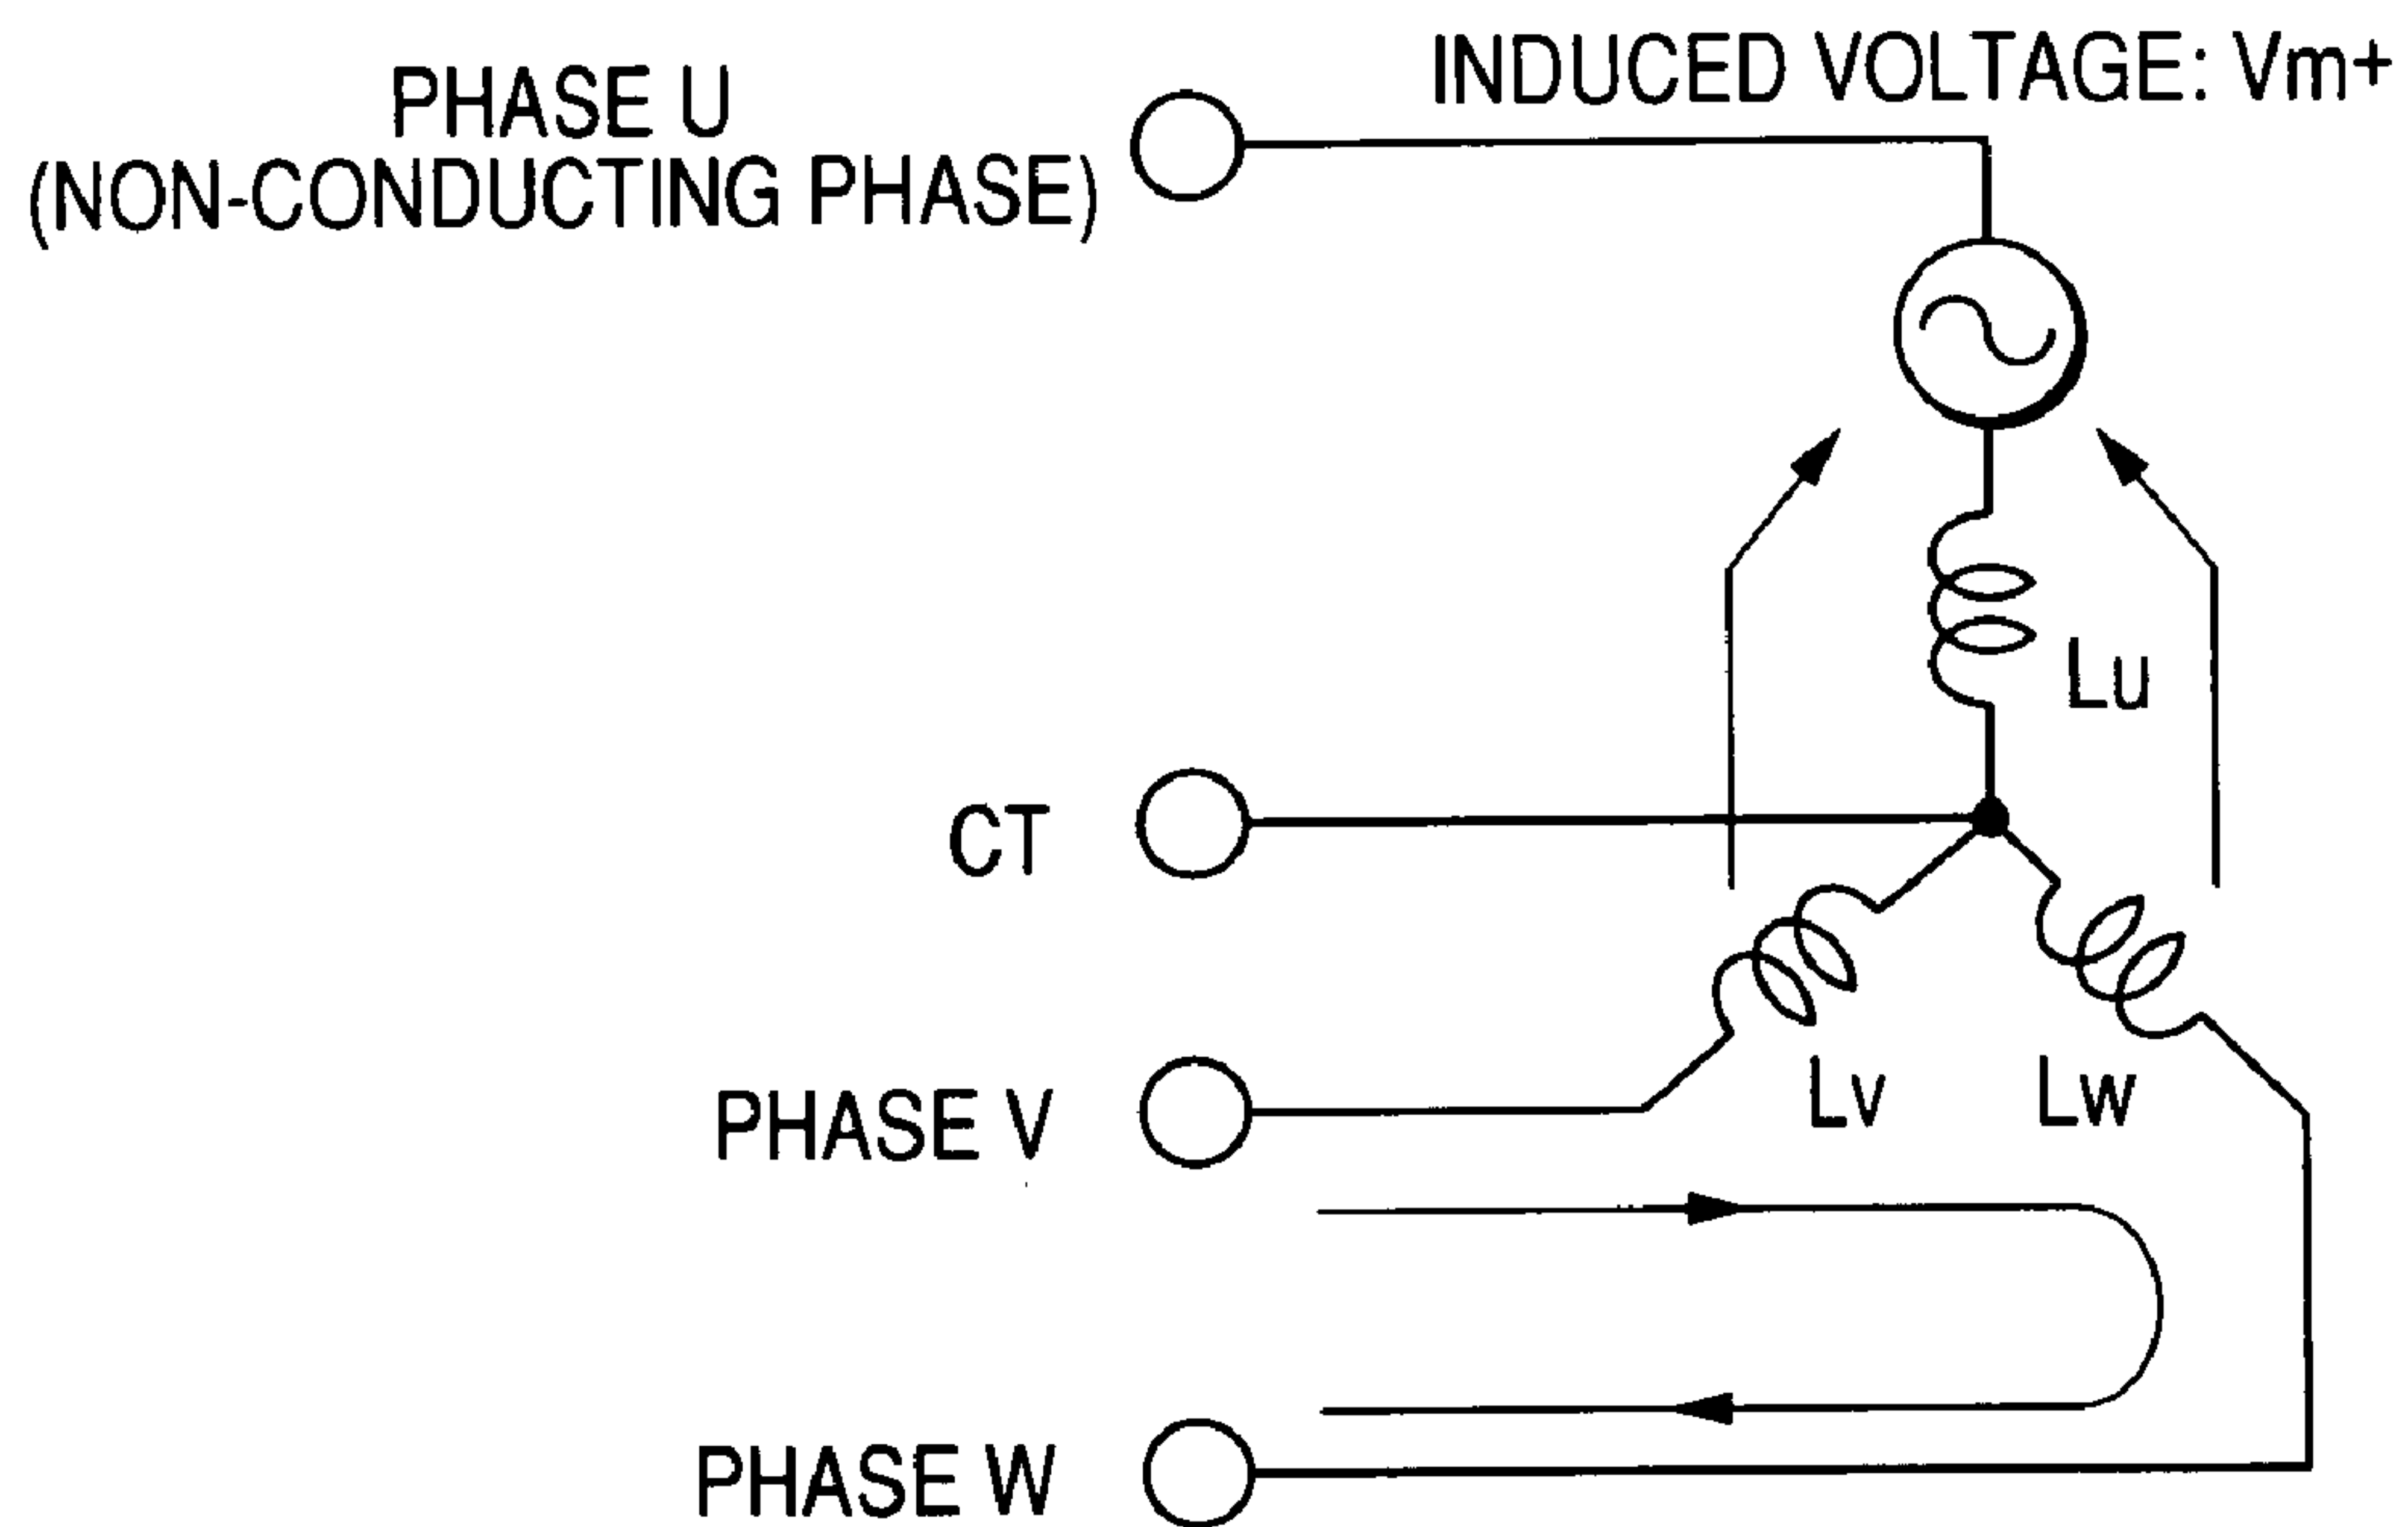 INDUCED VOLTAGE: Vm+
PHASE U
(NON-CONDUCTING PHASE)
Lu
CT
Lv
Lw
PHASE V
PHASE W